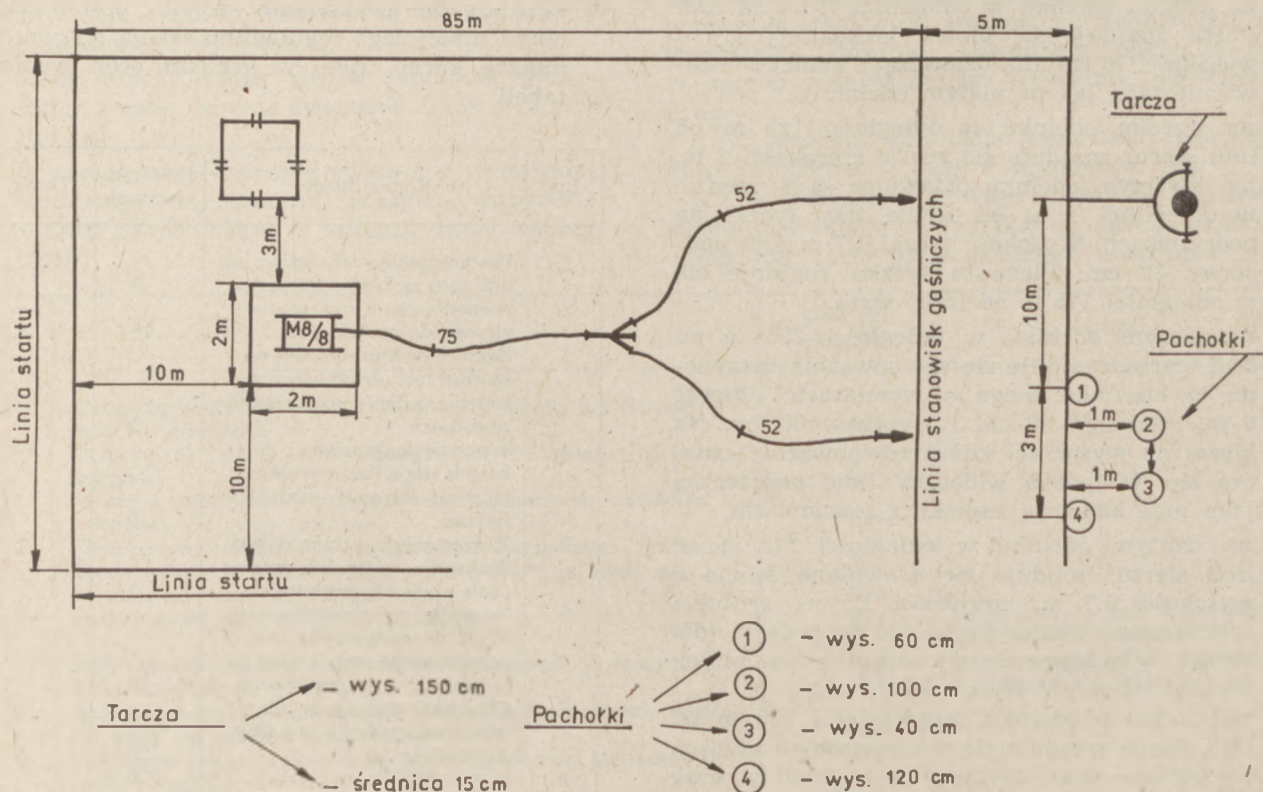 85m
5m
Tarcza
52
3m
M8/8
2m
75
10m
Pachołki
Linia startu
10m
2m
1
1m
2
Linia stanowisk gaśniczych
3m
52
10m
1m
3
4
Linia startu
1 – wys. 60 cm
– wys. 150 cm
2 – wys. 100 cm
Tarcza
Pachołki
3 – wys. 40 cm
4 – wys. 120 cm
– średnica 15 cm